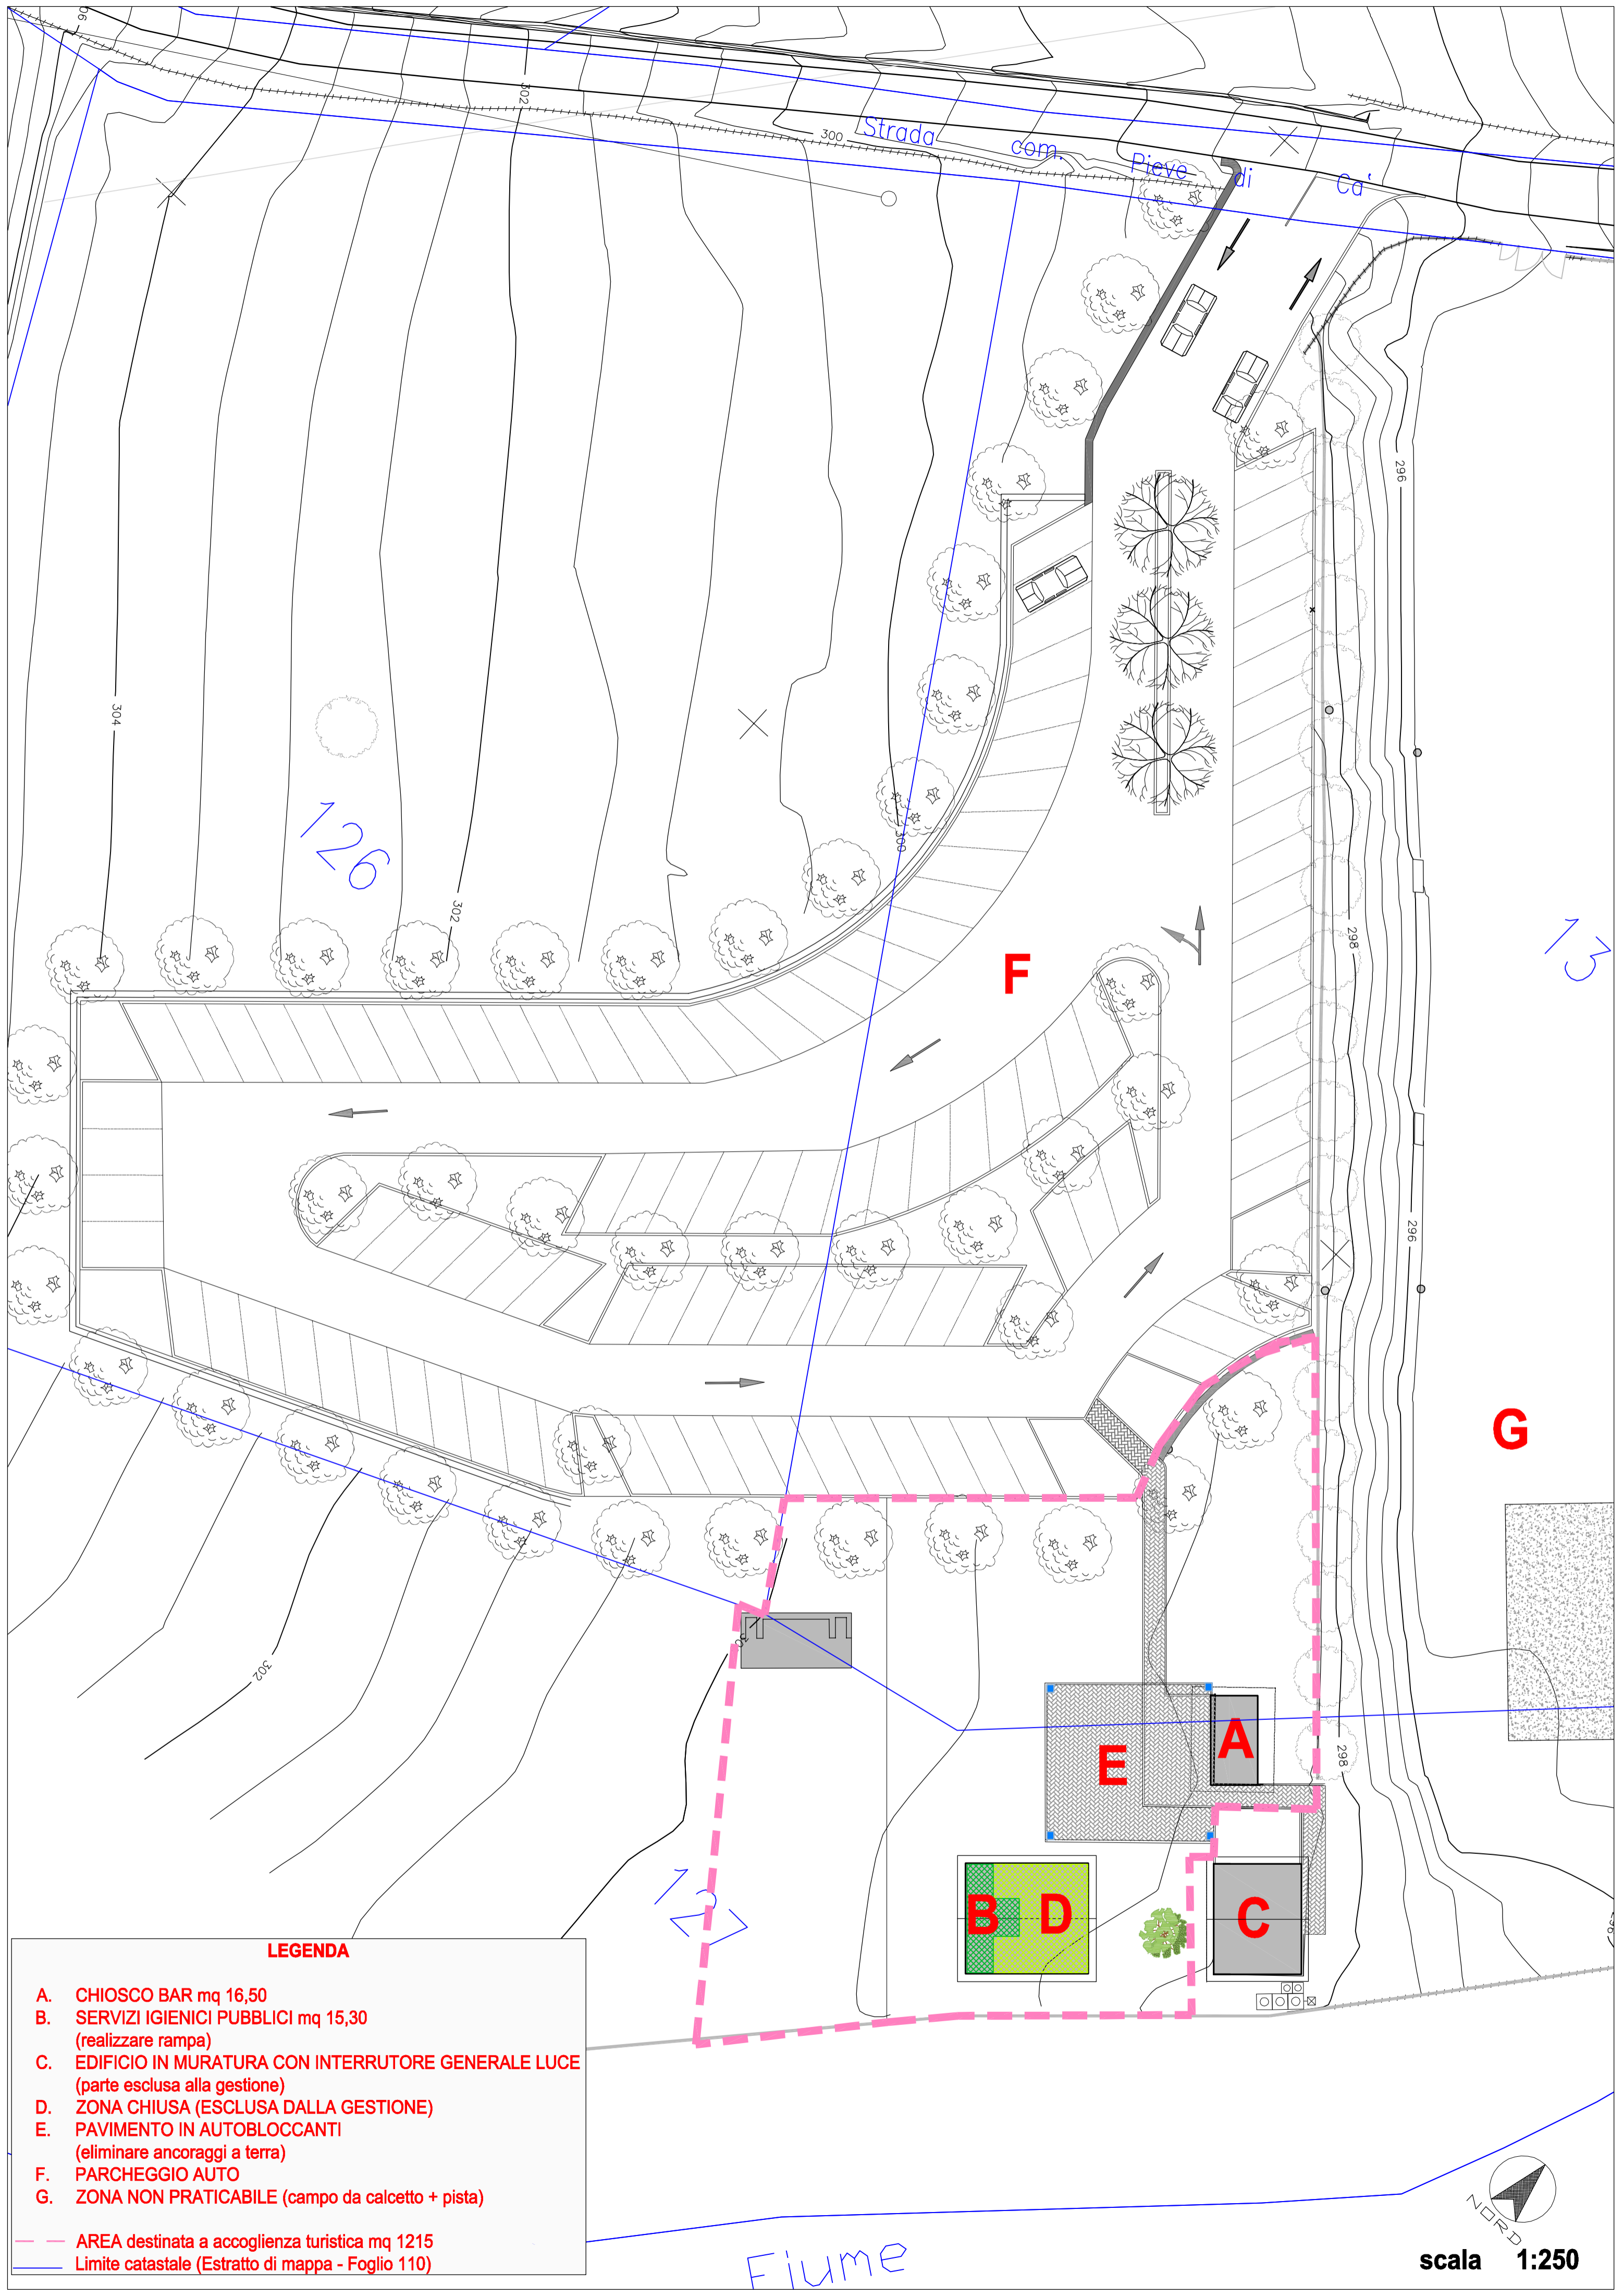 302
300
Strada com. Pieve di Ca'
296
304
126
300
302
298
13
F
296
G
302
298
A
E
127
B
D
C
LEGENDA
A. CHIOSCO BAR mq 16,50
B. SERVIZI IGIENICI PUBBLICI mq 15,30
(realizzare rampa)
C. EDIFICIO IN MURATURA CON INTERRUTORE GENERALE LUCE
(parte esclusa alla gestione)
D. ZONA CHIUSA (ESCLUSA DALLA GESTIONE)
E. PAVIMENTO IN AUTOBLOCCANTI
(eliminare ancoraggi a terra)
F. PARCHEGGIO AUTO
G. ZONA NON PRATICABILE (campo da calcetto + pista)
AREA destinata a accoglienza turistica mq 1215
Limite catastale (Estratto di mappa - Foglio 110)
NORD
scala 1:250
Fiume